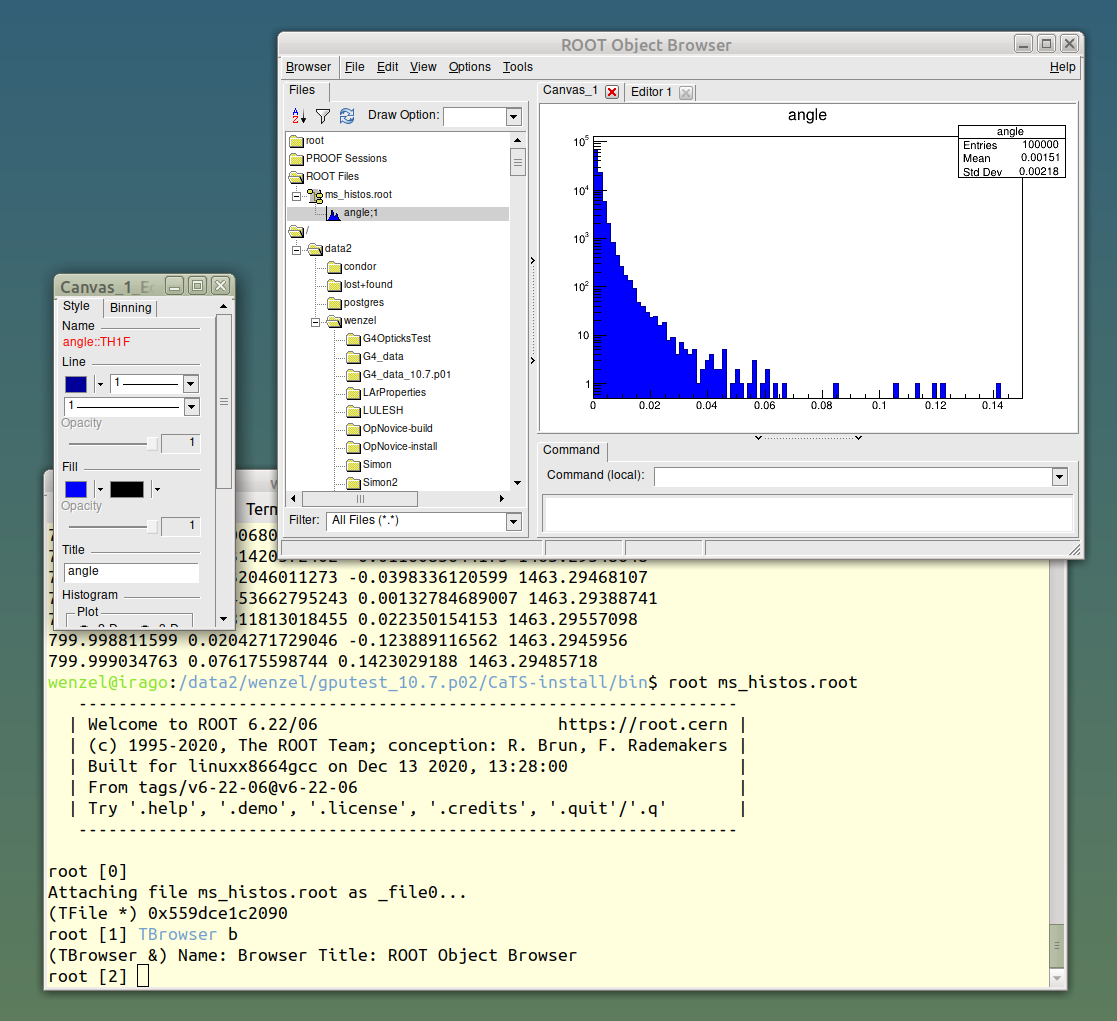 ROOT Object Browser
Browser File Edit View Options Tools Help
Files
Draw Option:
root
PROOF Sessions
ROOT Files
ms_histos.root
angle;1
/
data2
condor
lost+found
postgres
wenzel
G4OpticksTest
G4_data
G4_data_10.7.p01
LArProperties
LULESH
OpNovice-build
OpNovice-install
Simon
Simon2
Filter: All Files (*.*)
Canvas_1 Editor 1
angle
angle
Entries 100000
Mean 0.00151
Std Dev 0.00218
10^5
10^4
10^3
10^2
10
1
0 0.02 0.04 0.06 0.08 0.1 0.12 0.14
Command
Command (local):
Canvas_1_E
Style Binning
Name
angle::TH1F
Line
1
1
Opacity
1
Fill
Opacity
1
Title
angle
Histogram
Plot
Term
32046011273 -0.0398336120599 1463.29468107
453662795243 0.00132784689007 1463.29388741
311813018455 0.022350154153 1463.29557098
799.998811599 0.0204271729046 -0.123889116562 1463.2945956
799.999034763 0.076175598744 0.1423029188 1463.29485718
wenzel@irago:/data2/wenzel/gputest_10.7.p02/CaTS-install/bin$ root ms_histos.root
------------------------------------------------------------------
| Welcome to ROOT 6.22/06 https://root.cern |
| (c) 1995-2020, The ROOT Team; conception: R. Brun, F. Rademakers |
| Built for linuxx8664gcc on Dec 13 2020, 13:28:00 |
| From tags/v6-22-06@v6-22-06 |
| Try '.help', '.demo', '.license', '.credits', '.quit'/'.q' |
------------------------------------------------------------------
root [0]
Attaching file ms_histos.root as _file0...
(TFile *) 0x559dce1c2090
root [1] TBrowser b
(TBrowser &) Name: Browser Title: ROOT Object Browser
root [2]